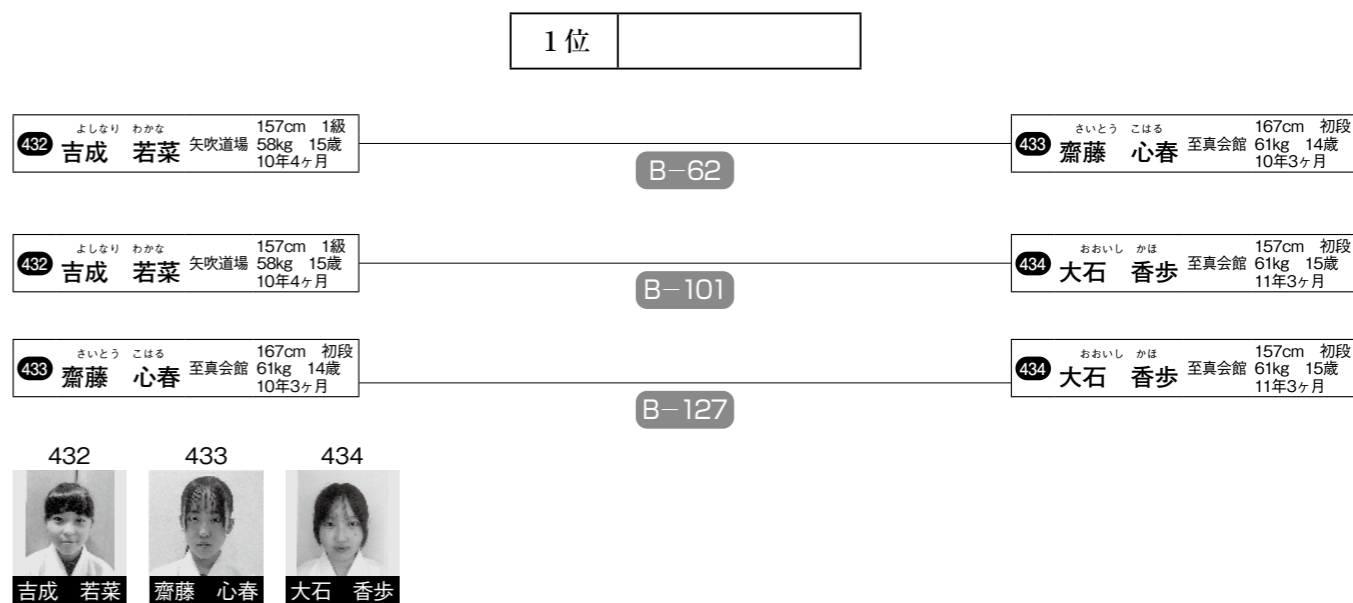 1位
よしなり わかな
432 吉成 若菜 矢吹道場 157cm 1級
58kg 15歳
10年4ヶ月
B−62
さいとう こはる
433 齋藤 心春 至真会館 167cm 初段
61kg 14歳
10年3ヶ月
よしなり わかな
432 吉成 若菜 矢吹道場 157cm 1級
58kg 15歳
10年4ヶ月
B−101
おおいし かほ
434 大石 香歩 至真会館 157cm 初段
61kg 15歳
11年3ヶ月
さいとう こはる
433 齋藤 心春 至真会館 167cm 初段
61kg 14歳
10年3ヶ月
B−127
おおいし かほ
434 大石 香歩 至真会館 157cm 初段
61kg 15歳
11年3ヶ月
432 433 434
吉成 若菜 齋藤 心春 大石 香歩